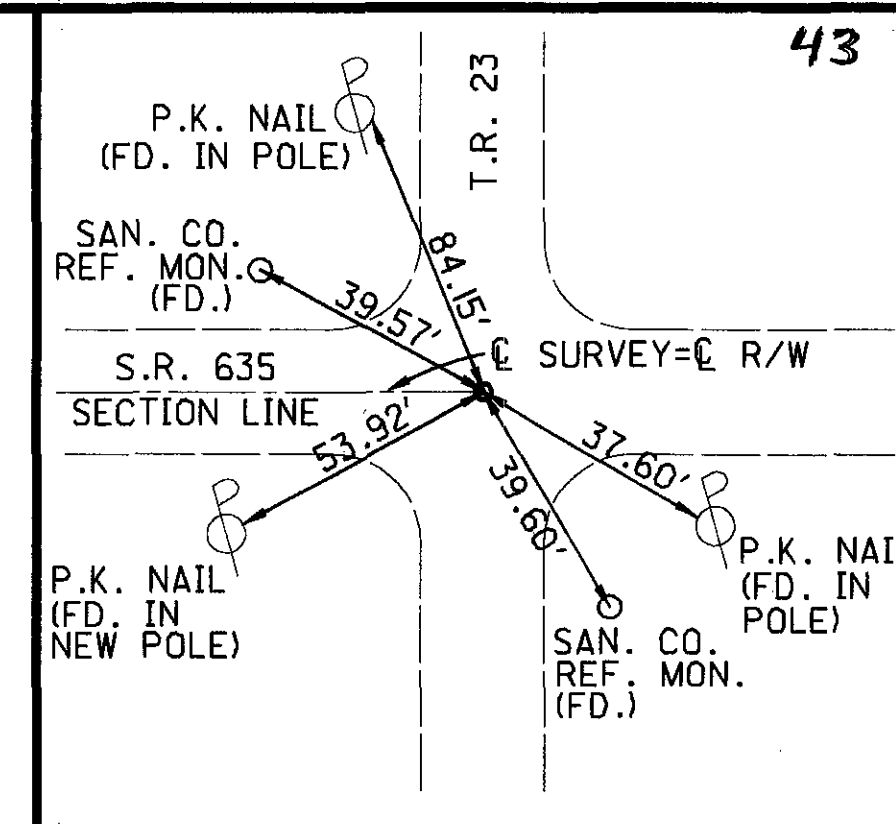 43
T.R. 23
P.K. NAIL
(FD. IN POLE)
SAN. CO.
REF. MON.
(FD.)
84.15'
39.57'
S.R. 635
℄ SURVEY=℄ R/W
SECTION LINE
53.92'
39.60'
37.60'
P.K. NAIL
(FD. IN
NEW POLE)
P.K. NAI
(FD. IN
POLE)
SAN. CO.
REF. MON.
(FD.)